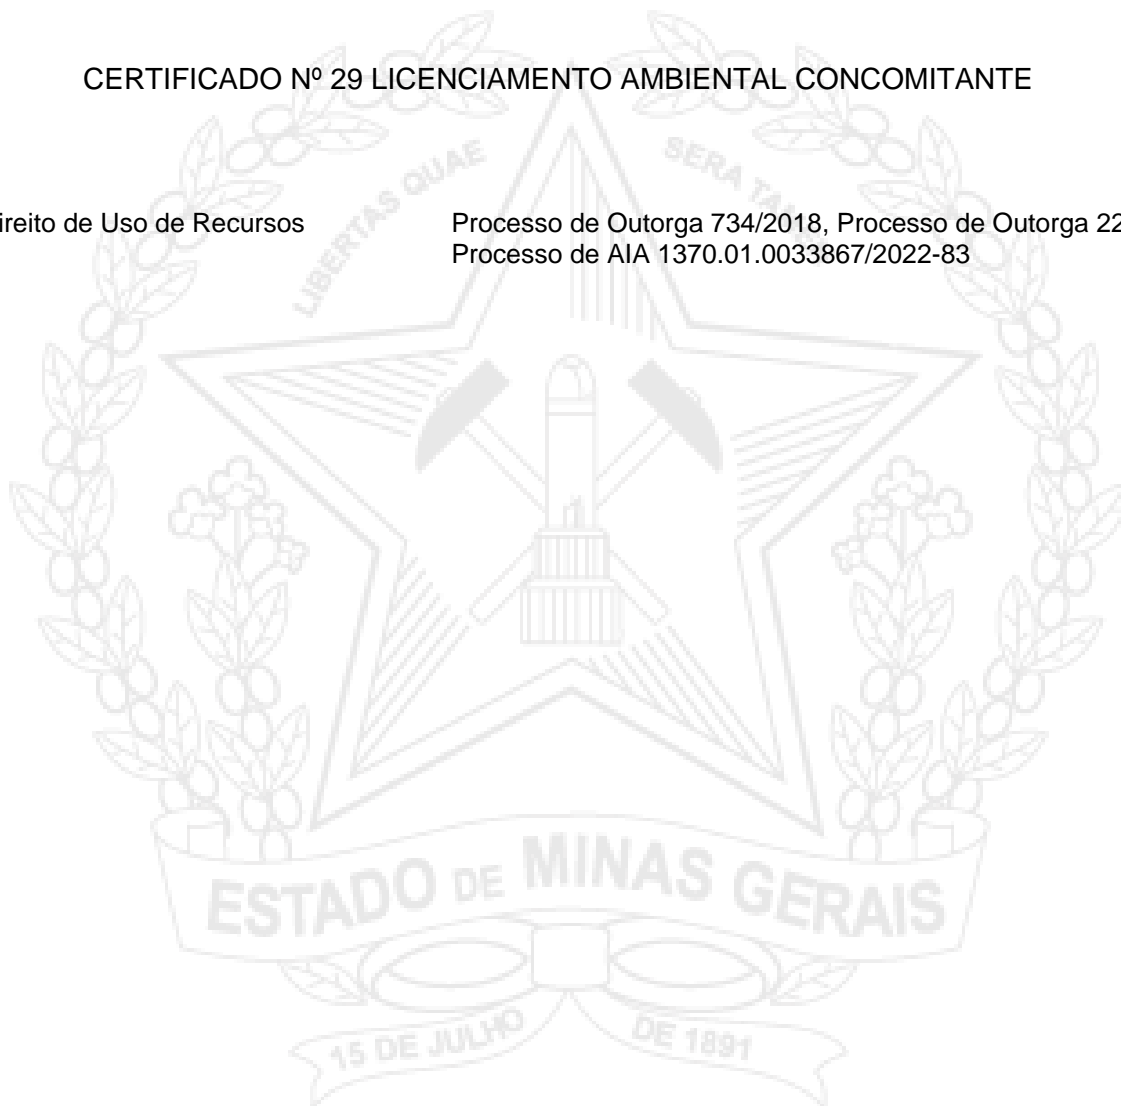 CERTIFICADO Nº 29 LICENCIAMENTO AMBIENTAL CONCOMITANTE
LIBERTAS QUAE SERA TAMEN
ireito de Uso de Recursos
Processo de Outorga 734/2018, Processo de Outorga 22
Processo de AIA 1370.01.0033867/2022-83
ESTADO DE MINAS GERAIS
15 DE JULHO DE 1891